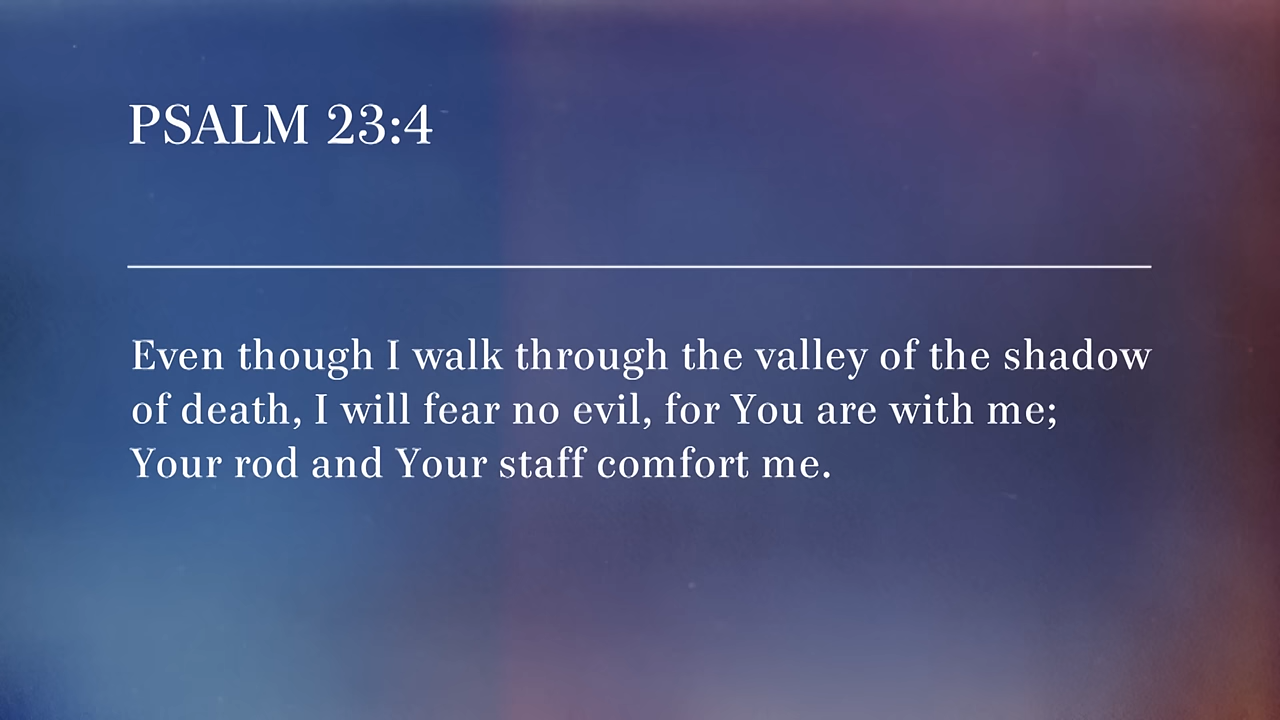 PSALM 23:4
Even though I walk through the valley of the shadow
of death, I will fear no evil, for You are with me;
Your rod and Your staff comfort me.